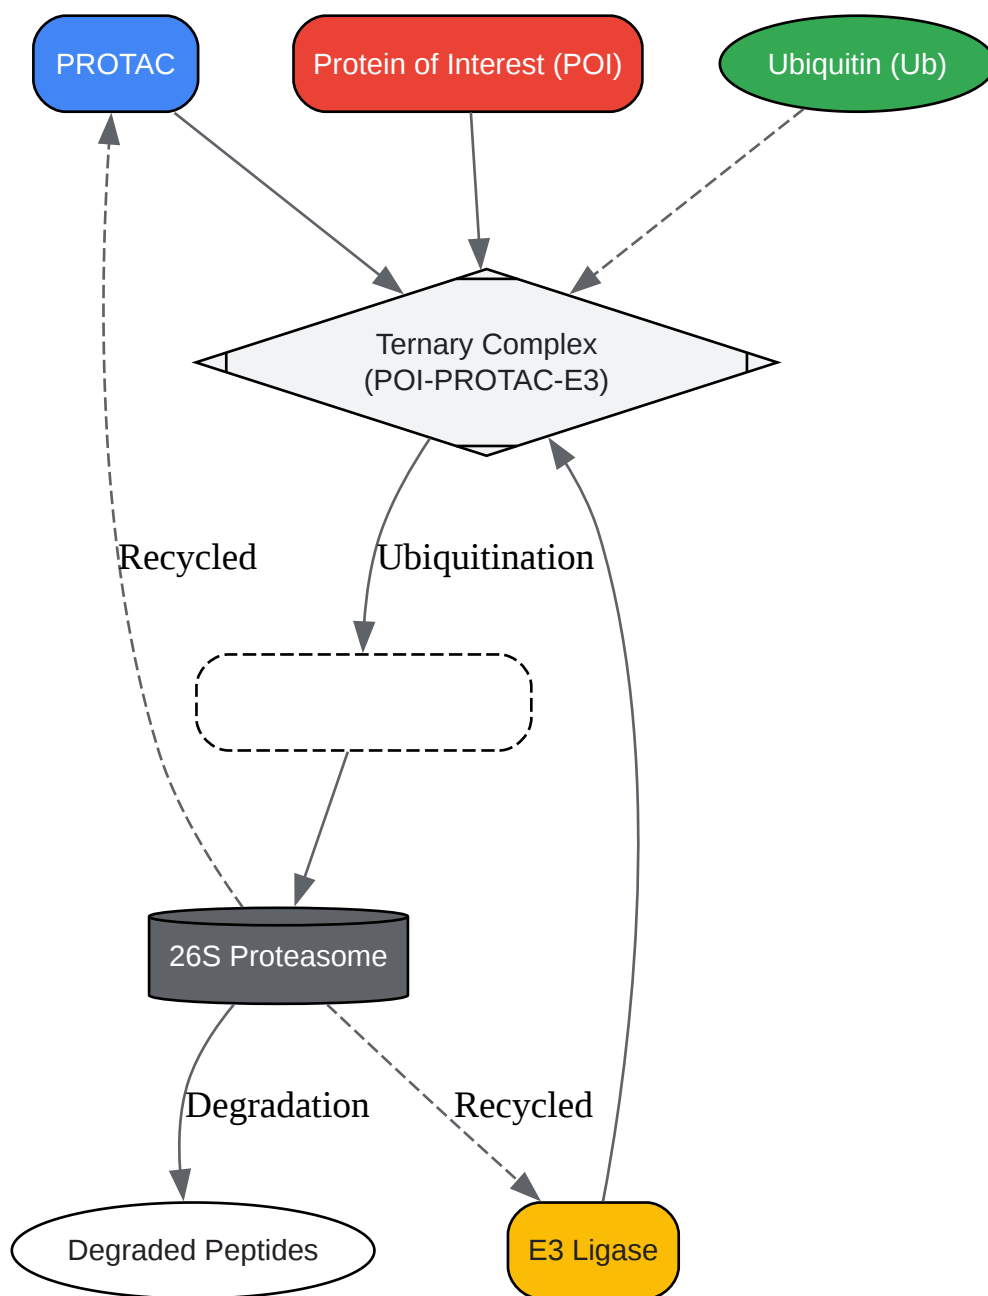 PROTAC
Protein of Interest (POI)
Ubiquitin (Ub)
Ternary Complex
(POI-PROTAC-E3)
Recycled
Ubiquitination
26S Proteasome
Degradation
Recycled
Degraded Peptides
E3 Ligase